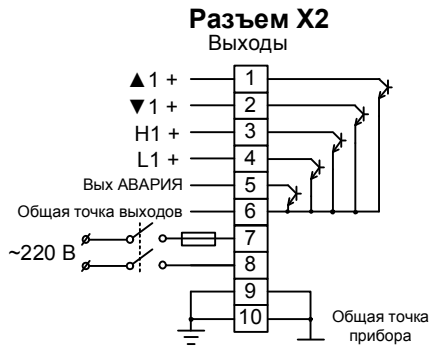 Разъем X2
Выходы
▲1 + 1
▼1 + 2
H1 + 3
L1 + 4
Вых АВАРИЯ 5
Общая точка выходов 6
7
~220 В
8
9
10
Общая точка
прибора